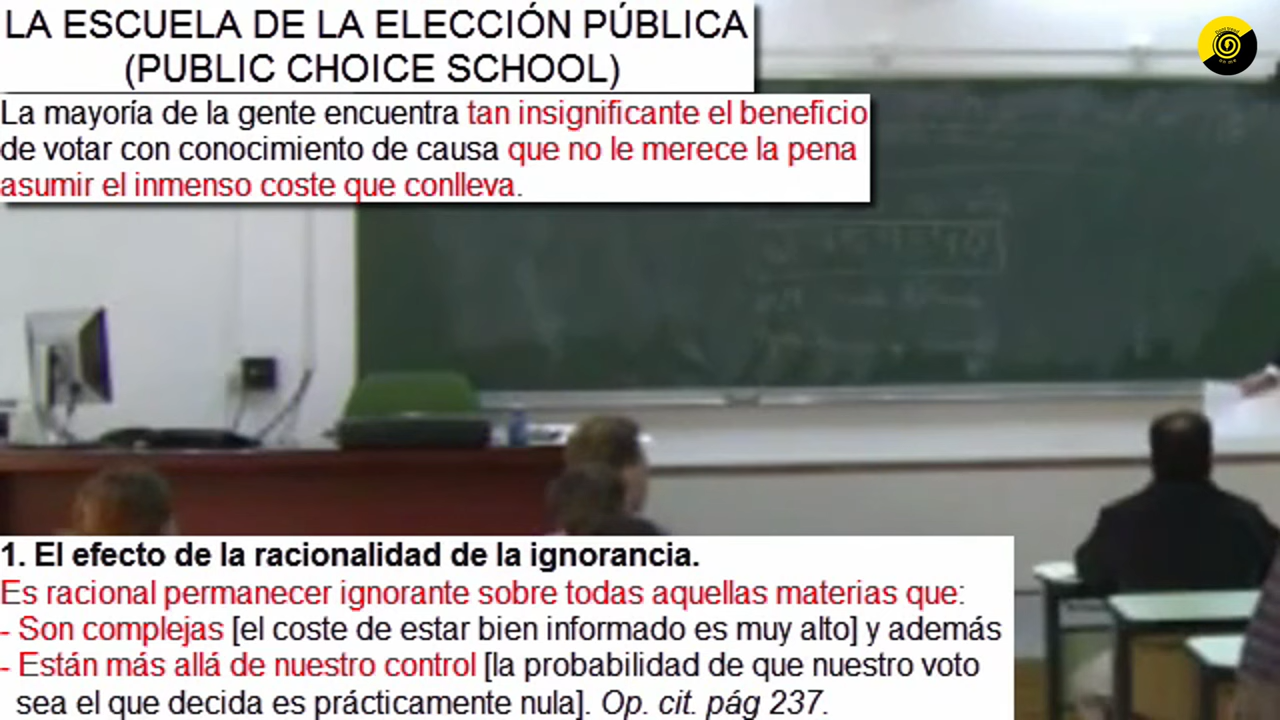 LA ESCUELA DE LA ELECCIÓN PÚBLICA
(PUBLIC CHOICE SCHOOL)
La mayoría de la gente encuentra tan insignificante el beneficio
de votar con conocimiento de causa que no le merece la pena
asumir el inmenso coste que conlleva.
1. El efecto de la racionalidad de la ignorancia.
Es racional permanecer ignorante sobre todas aquellas materias que:
- Son complejas [el coste de estar bien informado es muy alto] y además
- Están más allá de nuestro control [la probabilidad de que nuestro voto
sea el que decida es prácticamente nula]. Op. cit. pág 237.